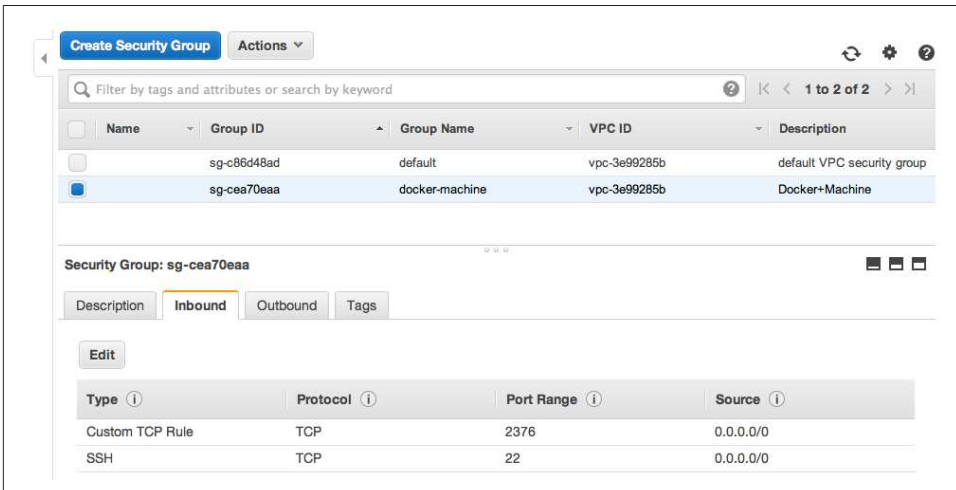 Create Security Group Actions
Filter by tags and attributes or search by keyword 1 to 2 of 2
Name Group ID Group Name VPC ID Description
sg-c86d48ad default vpc-3e99285b default VPC security group
sg-cea70eaa docker-machine vpc-3e99285b Docker+Machine
Security Group: sg-cea70eaa
Description Inbound Outbound Tags
Edit
Type Protocol Port Range Source
Custom TCP Rule TCP 2376 0.0.0.0/0
SSH TCP 22 0.0.0.0/0